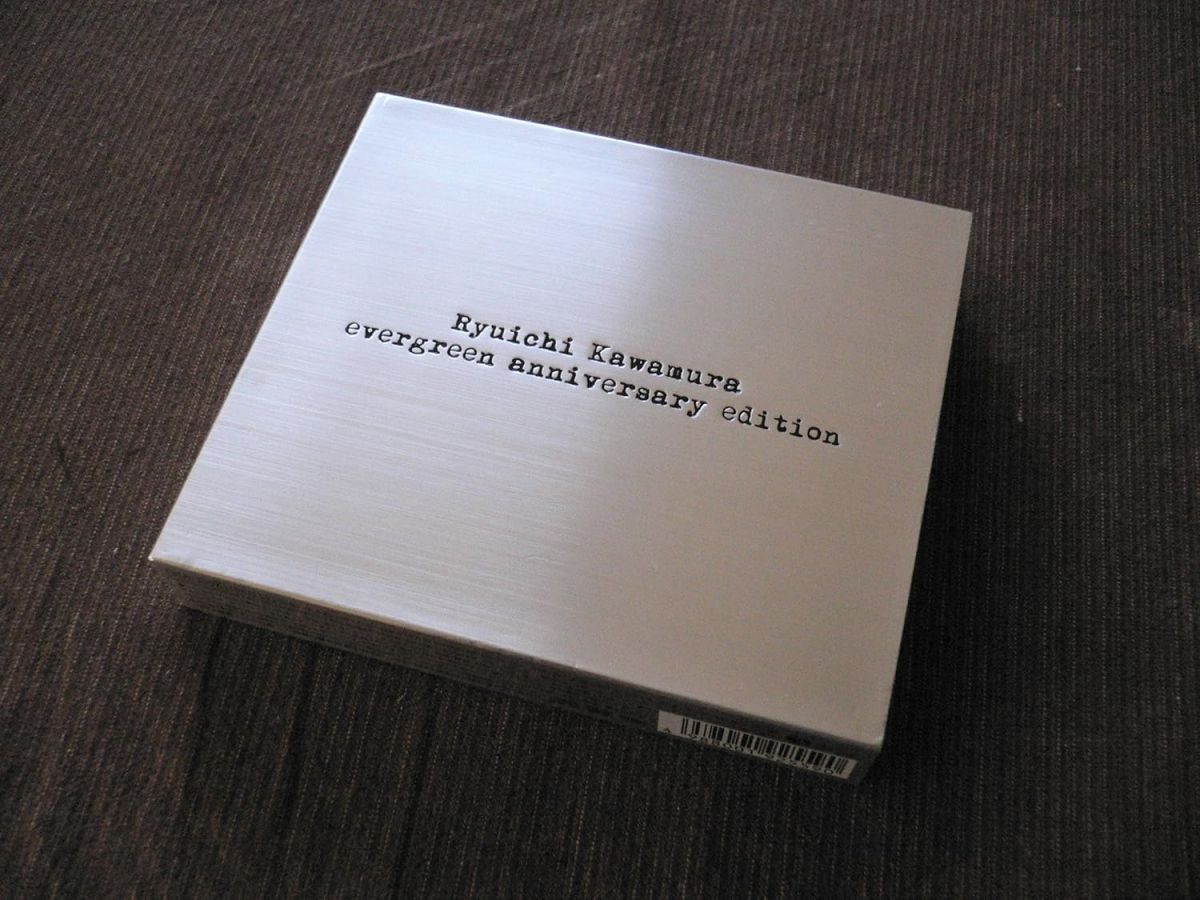 Ryuichi Kawamura
evergreen anniversary edition